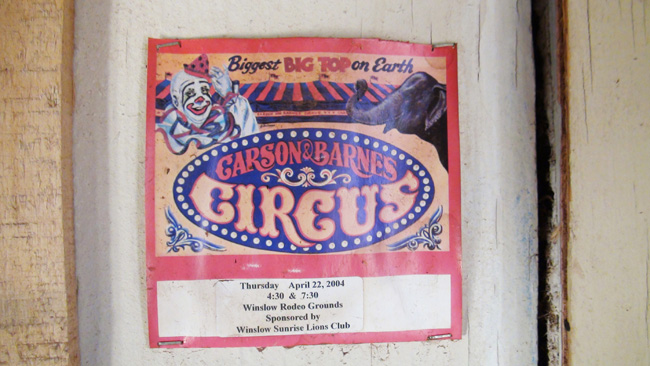 Biggest BIG TOP on Earth
CARSON & BARNES
CIRCUS
Thursday April 22, 2004
4:30 & 7:30
Winslow Rodeo Grounds
Sponsored by
Winslow Sunrise Lions Club